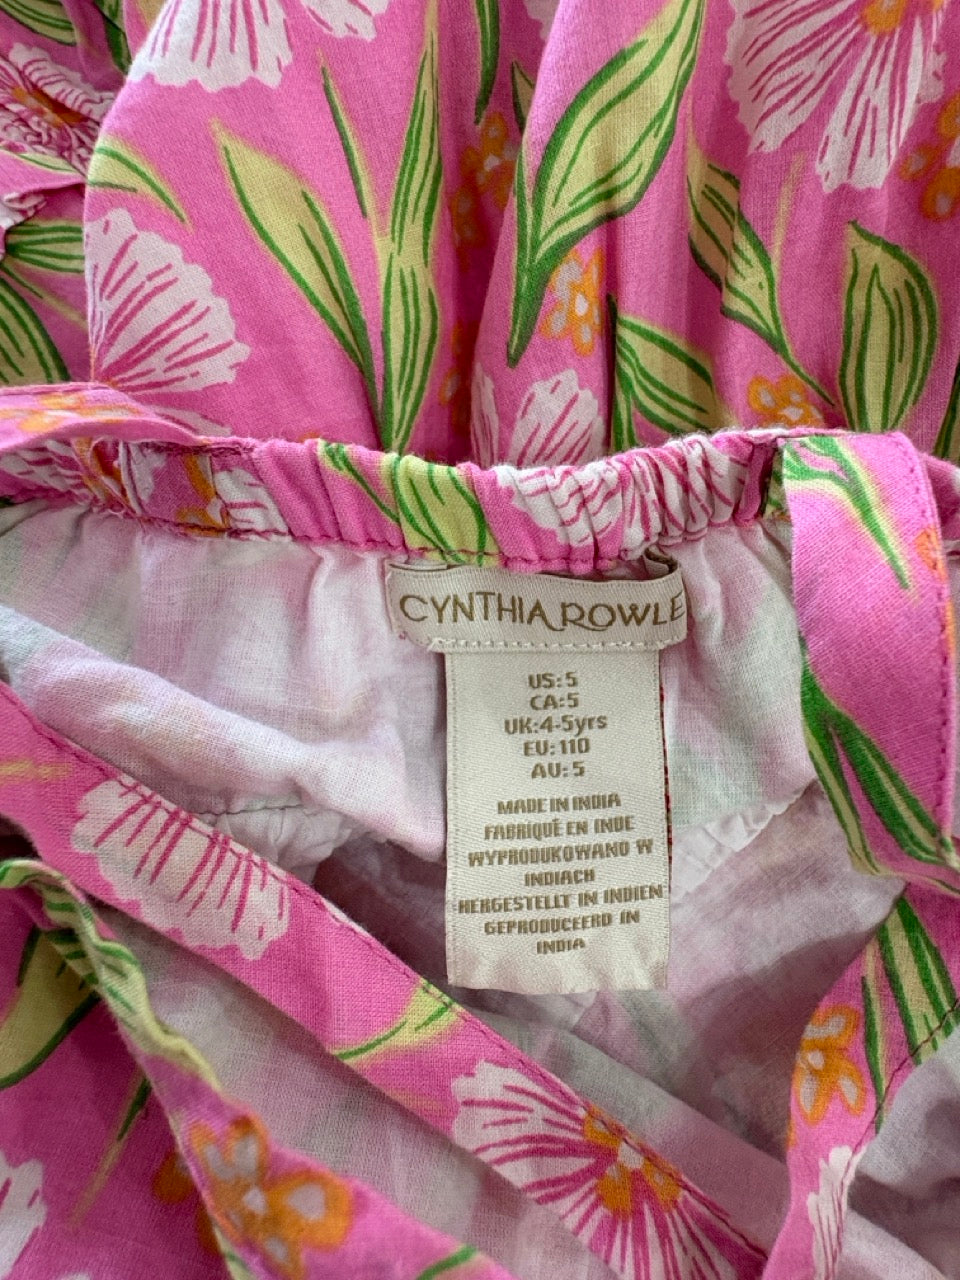 CYNTHIA ROWLE
US: 5
CA: 5
UK: 4-5yrs
EU: 110
AU: 5
MADE IN INDIA
FABRIQUÉ EN INDE
WYPRODUKOWANO W
INDIACH
HERGESTELLT IN INDIEN
GEPRODUCEERD IN
INDIA